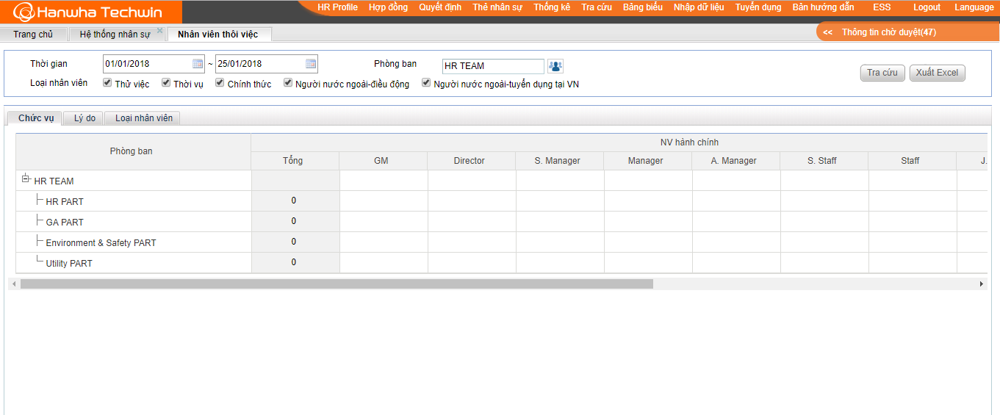 Hanwha Techwin
HR Profile Hợp đồng Quyết định Thẻ nhân sự Thống kê Tra cứu Bảng biểu Nhập dữ liệu Tuyển dụng Bản hướng dẫn ESS Logout Language
Trang chủ Hệ thống nhân sự Nhân viên thôi việc
<< Thông tin chờ duyệt(47)
Thời gian 01/01/2018 ~ 25/01/2018 Phòng ban HR TEAM
Tra cứu Xuất Excel
Loại nhân viên Thử việc Thời vụ Chính thức Người nước ngoài-điều động Người nước ngoài-tuyển dụng tại VN
Chức vụ Lý do Loại nhân viên
Phòng ban NV hành chính
Tổng GM Director S. Manager Manager A. Manager S. Staff Staff J.
HR TEAM
HR PART 0
GA PART 0
Environment & Safety PART 0
Utility PART 0